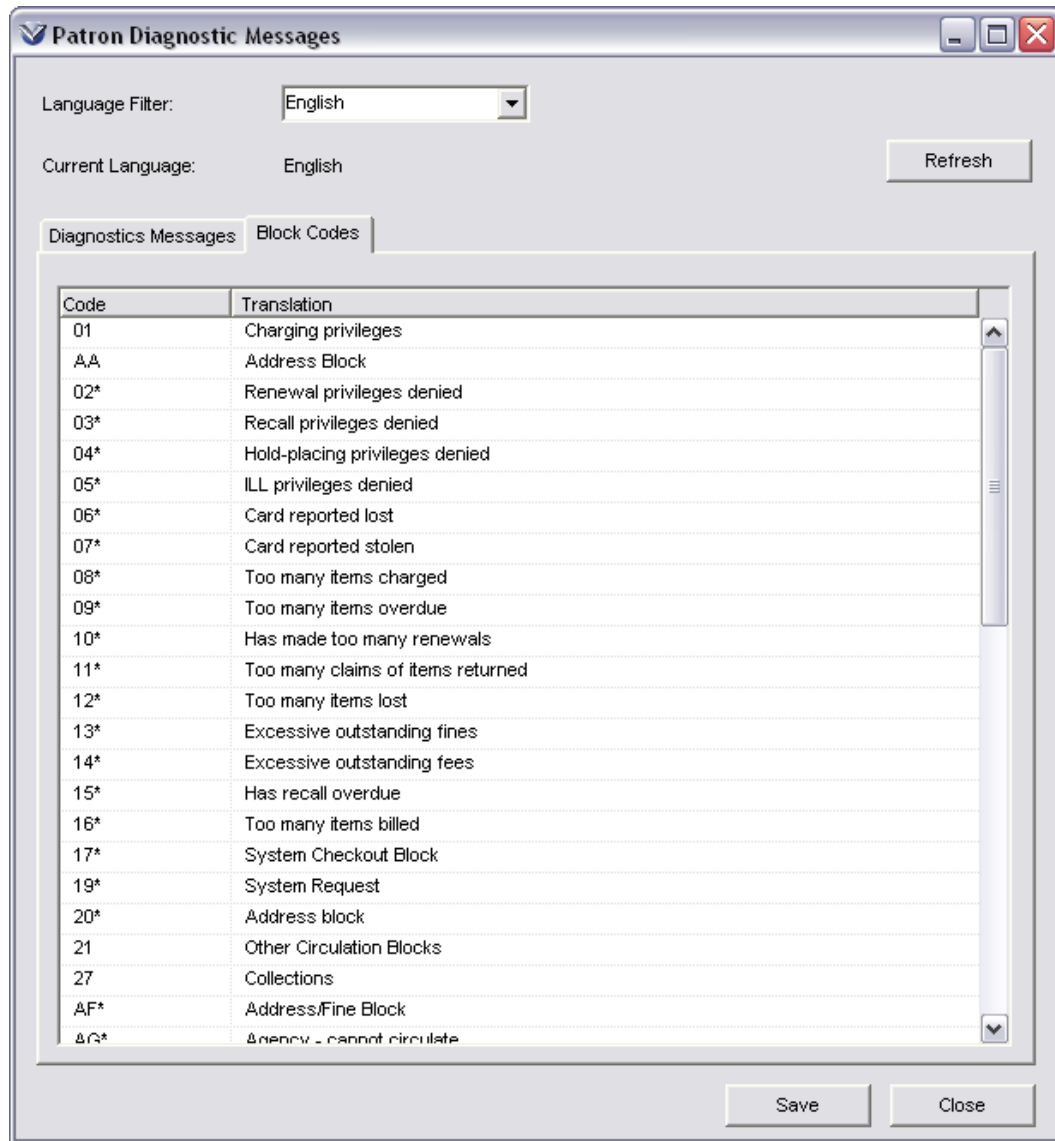 Patron Diagnostic Messages
Language Filter: English
Current Language: English Refresh
Diagnostics Messages Block Codes
Code Translation
01 Charging privileges
AA Address Block
02* Renewal privileges denied
03* Recall privileges denied
04* Hold-placing privileges denied
05* ILL privileges denied
06* Card reported lost
07* Card reported stolen
08* Too many items charged
09* Too many items overdue
10* Has made too many renewals
11* Too many claims of items returned
12* Too many items lost
13* Excessive outstanding fines
14* Excessive outstanding fees
15* Has recall overdue
16* Too many items billed
17* System Checkout Block
19* System Request
20* Address block
21 Other Circulation Blocks
27 Collections
AF* Address/Fine Block
AG* Agency - cannot circulate
Save Close